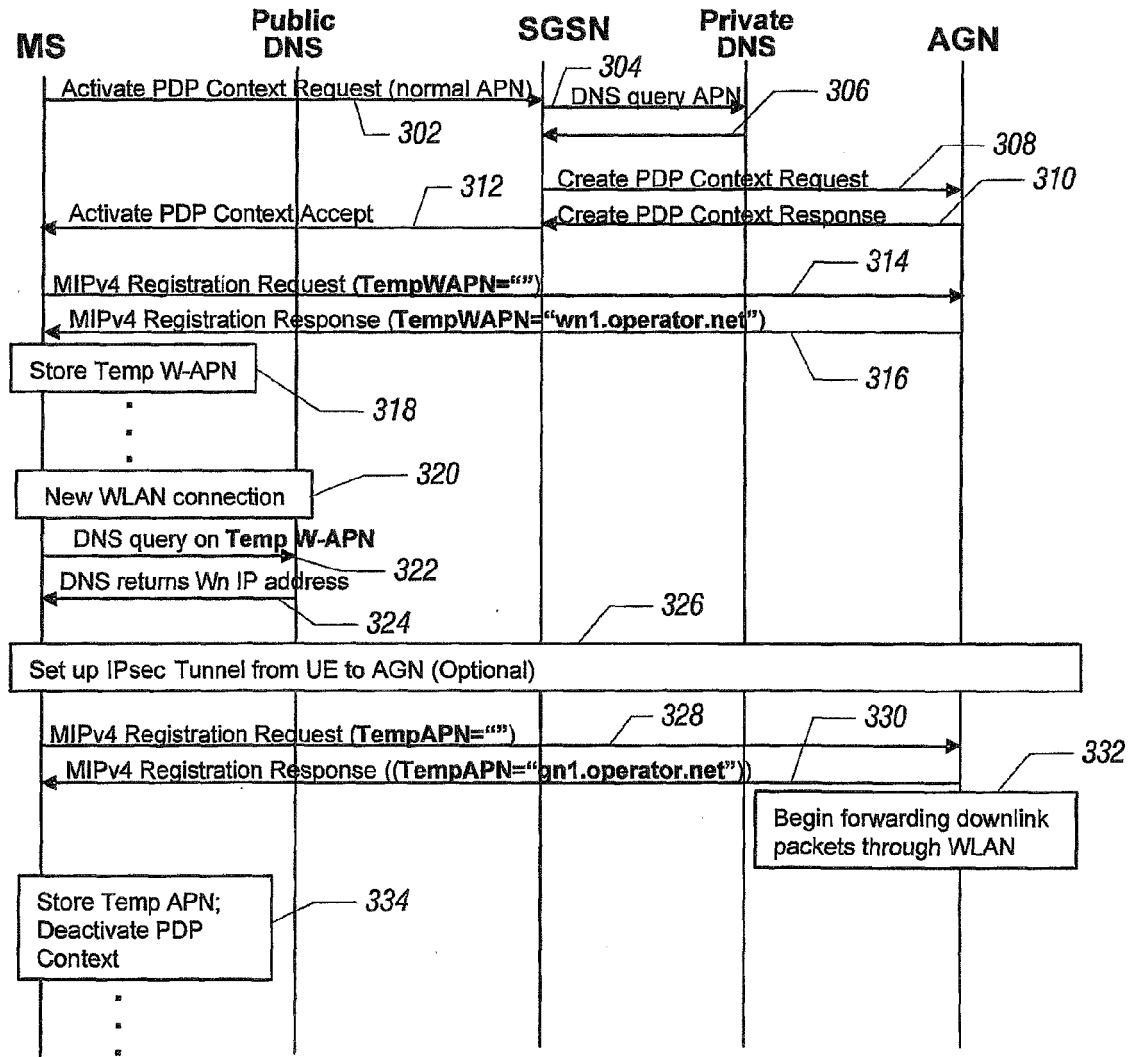 MS
Public
DNS
SGSN
Private
DNS
AGN
Activate PDP Context Request (normal APN)
302
304
DNS query APN
306
Create PDP Context Request
308
Create PDP Context Response
310
Activate PDP Context Accept
312
MIPv4 Registration Request (TempWAPN=“”)
314
MIPv4 Registration Response (TempWAPN=“wn1.operator.net”)
316
Store Temp W-APN
318
New WLAN connection
320
DNS query on Temp W-APN
322
DNS returns Wn IP address
324
326
Set up IPsec Tunnel from UE to AGN (Optional)
MIPv4 Registration Request (TempAPN=“”)
328
MIPv4 Registration Response ((TempAPN=“gn1.operator.net”))
330
332
Begin forwarding downlink
packets through WLAN
Store Temp APN;
Deactivate PDP
Context
334